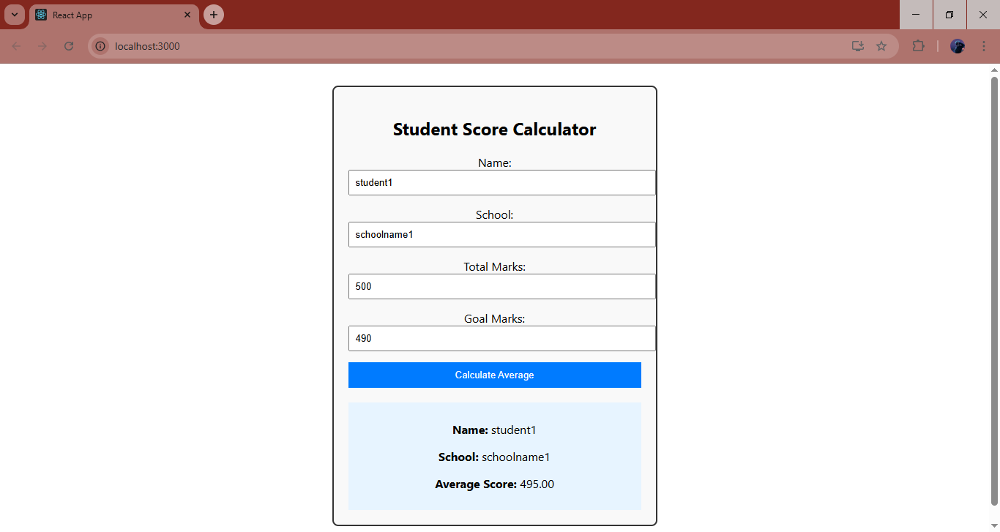 React App
localhost:3000
Student Score Calculator
Name:
student1
School:
schoolname1
Total Marks:
500
Goal Marks:
490
Calculate Average
Name: student1
School: schoolname1
Average Score: 495.00